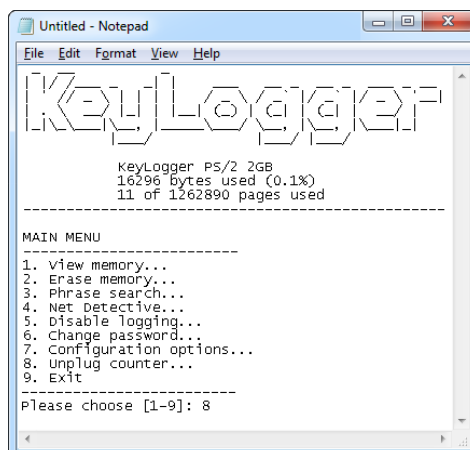 Untitled - Notepad
File Edit Format View Help
KeyLogger
KeyLogger PS/2 2GB
16296 bytes used (0.1%)
11 of 1262890 pages used
MAIN MENU
1. View memory...
2. Erase memory...
3. Phrase search...
4. Net Detective...
5. Disable logging...
6. Change password...
7. Configuration options...
8. Unplug counter...
9. Exit
Please choose [1-9]: 8